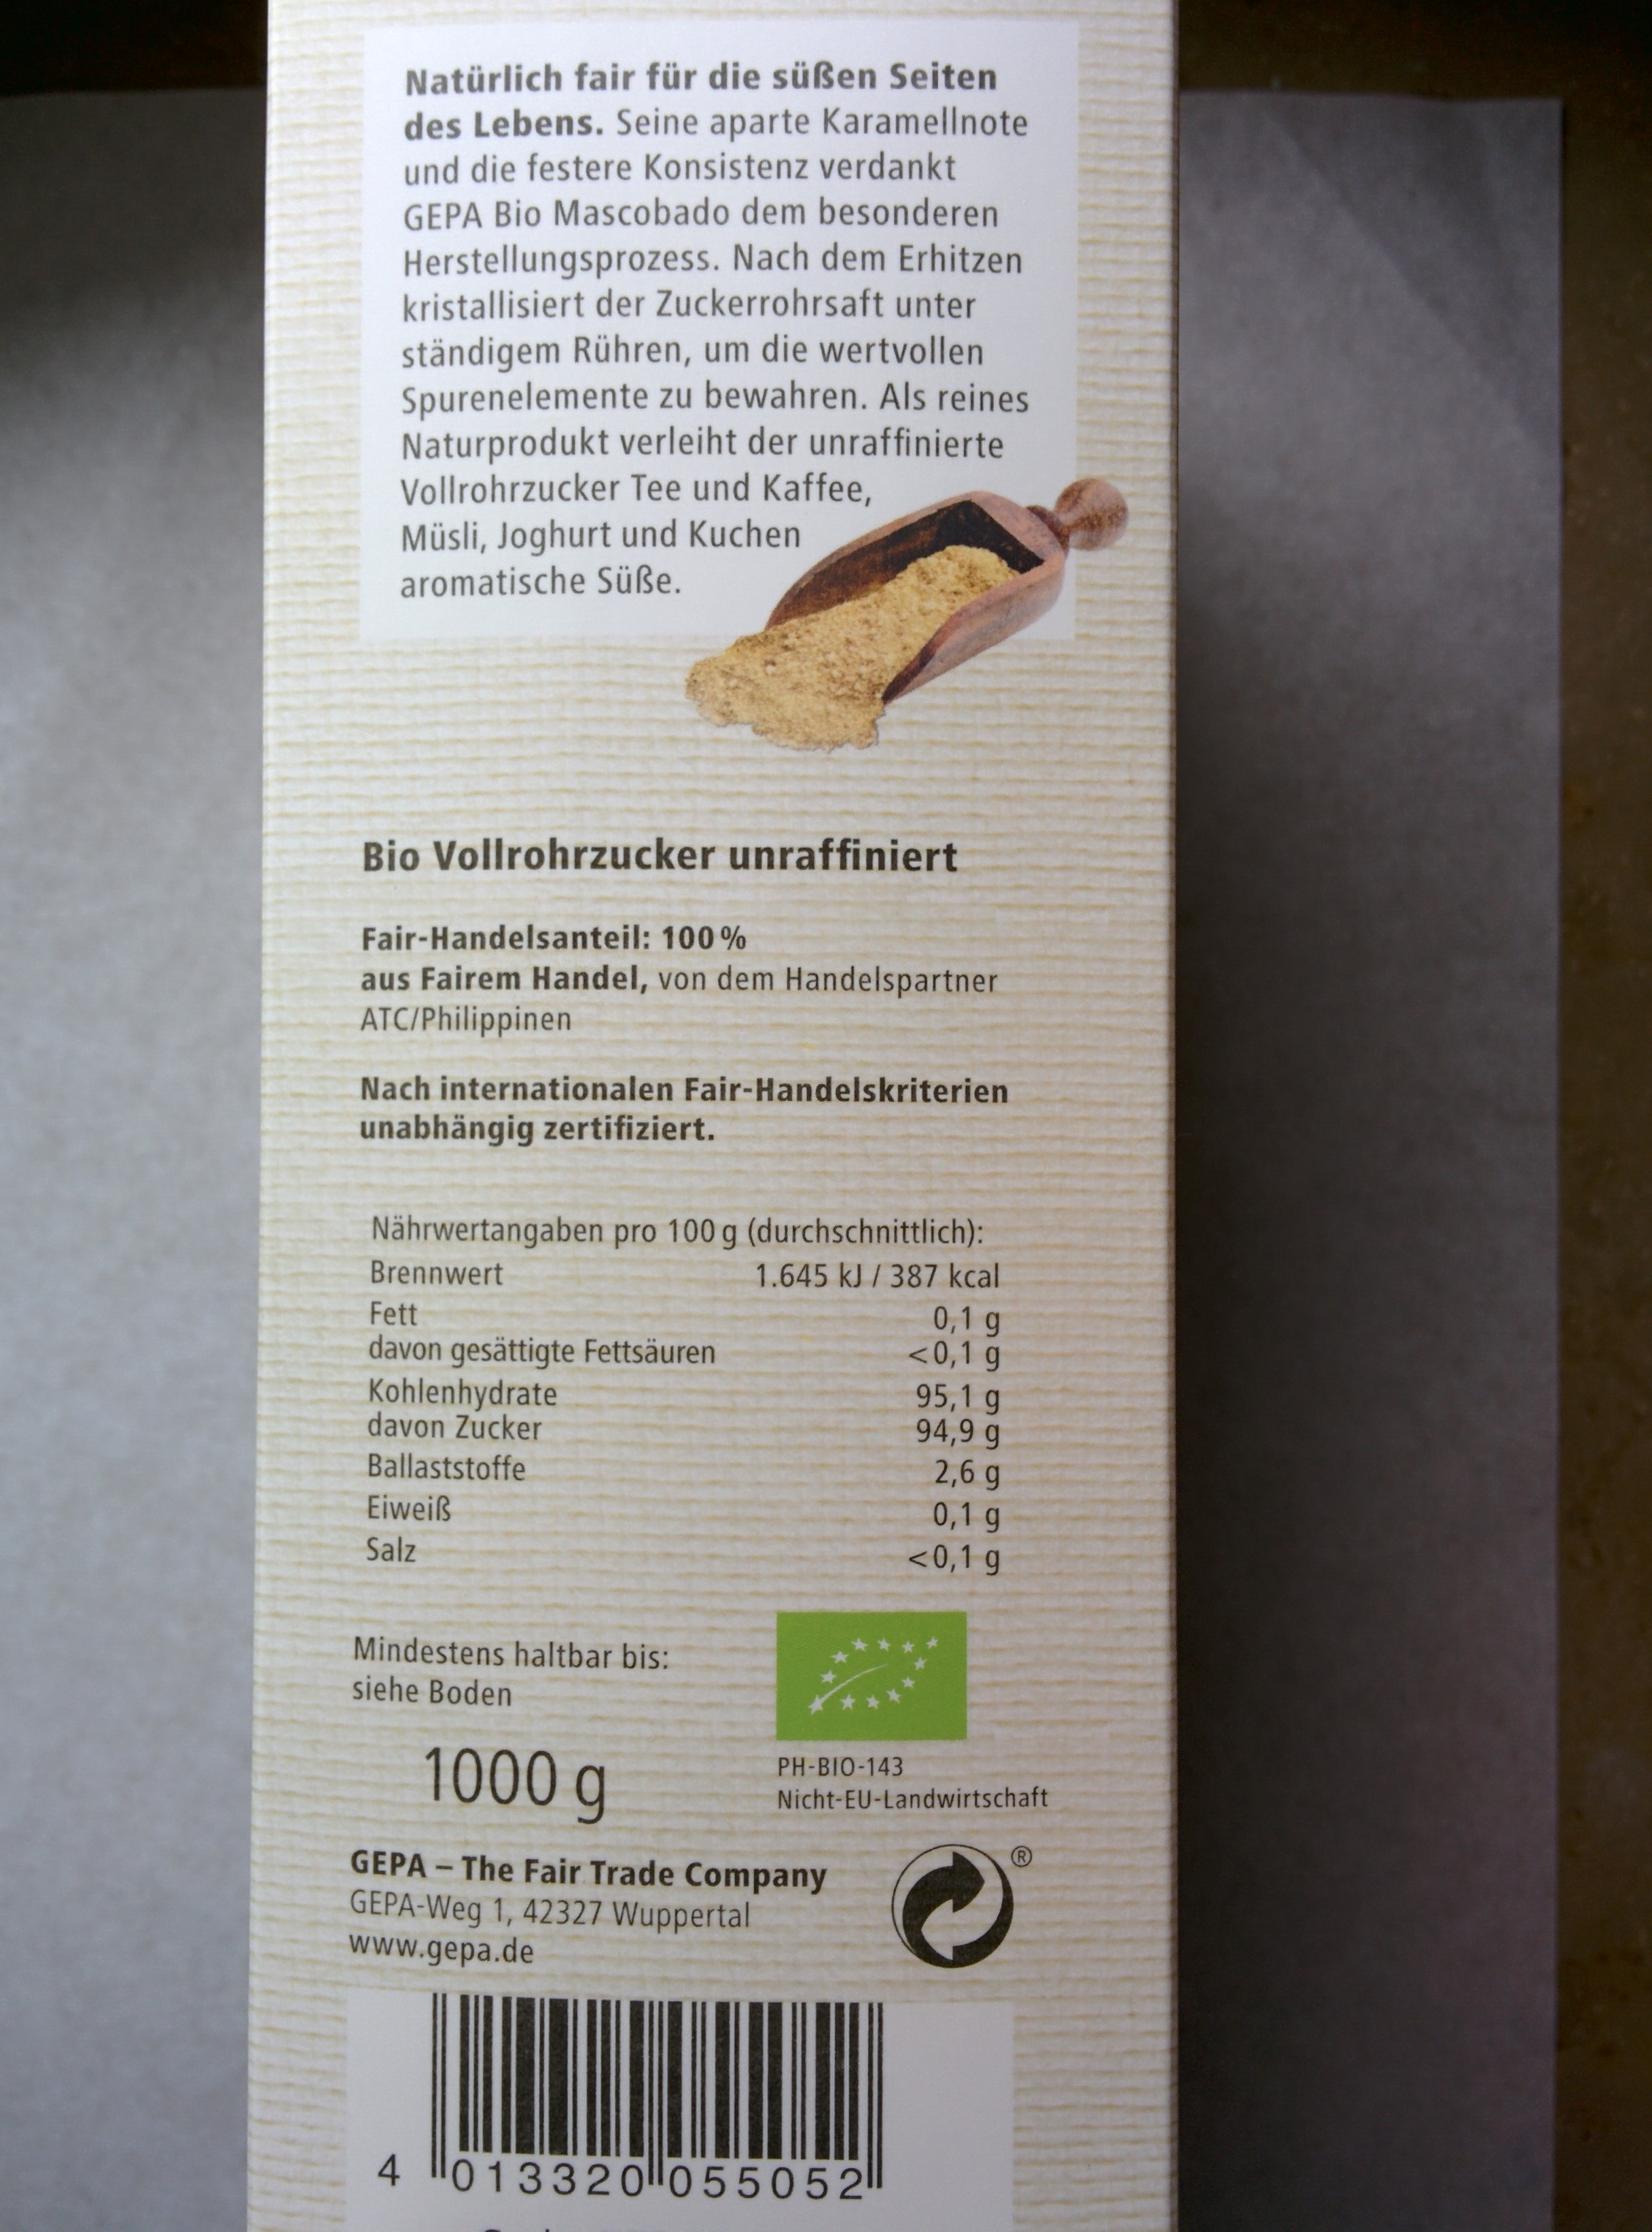 Natürlich fair für die süßen Seiten
des Lebens. Seine aparte Karamellnote
und die festere Konsistenz verdankt
GEPA Bio Mascobado dem besonderen
Herstellungsprozess. Nach dem Erhitzen
kristallisiert der Zuckerrohrsaft unter
ständigem Rühren, um die wertvollen
Spurenelemente zu bewahren. Als reines
Naturprodukt verleiht der unraffinierte
Vollrohrzucker Tee und Kaffee,
Müsli, Joghurt und Kuchen
aromatische Süße.
Bio Vollrohrzucker unraffiniert
Fair-Handelsanteil: 100 %
aus Fairem Handel, von dem Handelspartner
ATC/Philippinen
Nach internationalen Fair-Handelskriterien
unabhängig zertifiziert.
Nährwertangaben pro 100 g (durchschnittlich):
Brennwert 1.645 kJ / 387 kcal
Fett 0,1 g
davon gesättigte Fettsäuren <0,1 g
Kohlenhydrate 95,1 g
davon Zucker 94,9 g
Ballaststoffe 2,6 g
Eiweiß 0,1 g
Salz <0,1 g
Mindestens haltbar bis:
siehe Boden
1000 g
PH-BIO-143
Nicht-EU-Landwirtschaft
GEPA – The Fair Trade Company
GEPA-Weg 1, 42327 Wuppertal
www.gepa.de
®
4 013320 055052